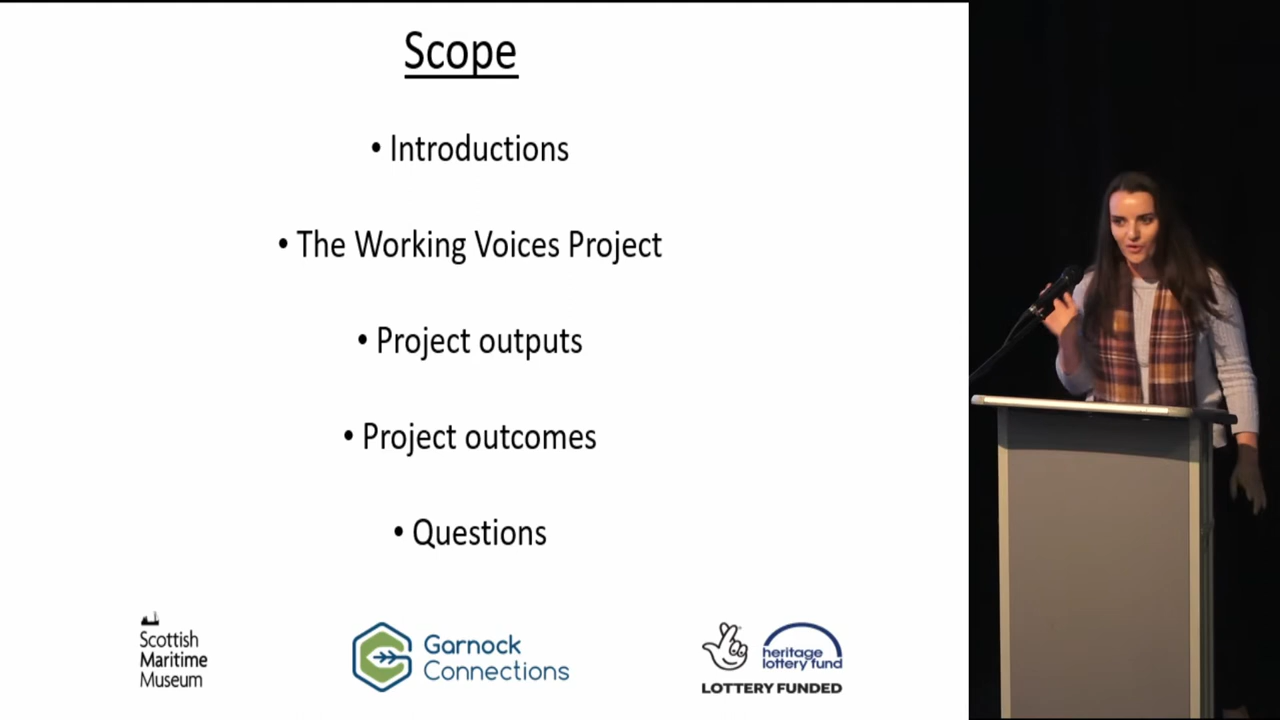 Scope
• Introductions
• The Working Voices Project
• Project outputs
• Project outcomes
• Questions
Scottish
Maritime
Museum
Garnock
Connections
heritage
lottery fund
LOTTERY FUNDED